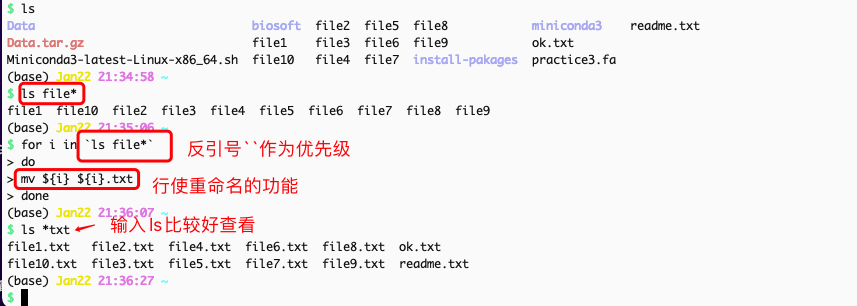 $ ls
Data biosoft file2 file5 file8 miniconda3 readme.txt
Data.tar.gz file1 file3 file6 file9 ok.txt
Miniconda3-latest-Linux-x86_64.sh file10 file4 file7 install-pakages practice3.fa
(base) Jan22 21:34:58 ~
$ ls file*
file1 file10 file2 file3 file4 file5 file6 file7 file8 file9
(base) Jan22 21:35:06 ~
$ for i in `ls file*` 反引号``作为优先级
> do
> mv ${i} ${i}.txt 行使重命名的功能
> done
(base) Jan22 21:36:07 ~
$ ls *txt 输入ls比较好查看
file1.txt file2.txt file4.txt file6.txt file8.txt ok.txt
file10.txt file3.txt file5.txt file7.txt file9.txt readme.txt
(base) Jan22 21:36:27 ~
$